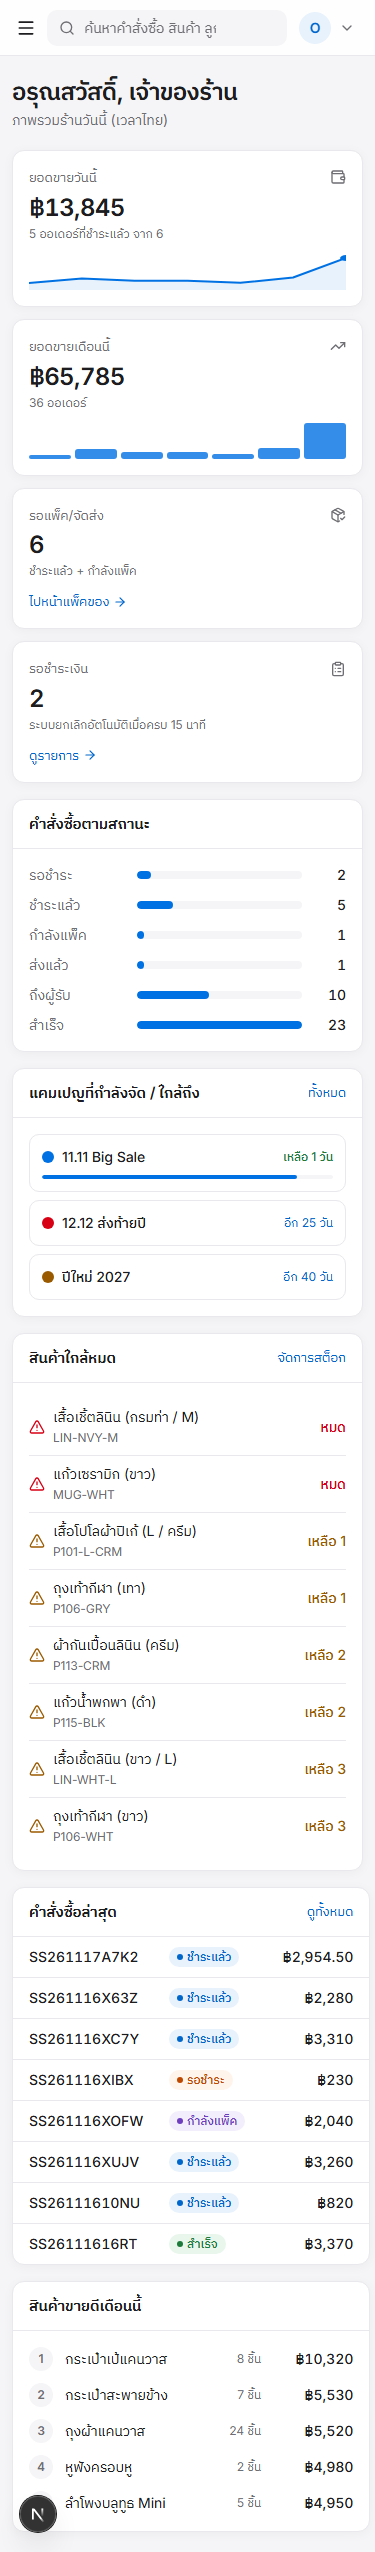 ค้นหาคำสั่งซื้อ สินค้า ลูก
O
อรุณสวัสดิ์, เจ้าของร้าน
ภาพรวมร้านวันนี้ (เวลาไทย)
ยอดขายวันนี้
฿13,845
5 ออเดอร์ที่ชำระแล้ว จาก 6
ยอดขายเดือนนี้
฿65,785
36 ออเดอร์
รอแพ็ค/จัดส่ง
6
ชำระแล้ว + กำลังแพ็ค
ไปหน้าแพ็คของ →
รอชำระเงิน
2
ระบบยกเลิกอัตโนมัติเมื่อครบ 15 นาที
ดูรายการ →
คำสั่งซื้อตามสถานะ
รอชำระ 2
ชำระแล้ว 5
กำลังแพ็ค 1
ส่งแล้ว 1
ถึงผู้รับ 10
สำเร็จ 23
แคมเปญที่กำลังจัด / ใกล้ถึง ทั้งหมด
11.11 Big Sale เหลือ 1 วัน
12.12 ส่งท้ายปี อีก 25 วัน
ปีใหม่ 2027 อีก 40 วัน
สินค้าใกล้หมด จัดการสต็อก
เสื้อเชิ้ตลินิน (กรมท่า / M) หมด
LIN-NVY-M
แก้วเซรามิก (ขาว) หมด
MUG-WHT
เสื้อโปโลผ้าปิเก้ (L / ครีม) เหลือ 1
P101-L-CRM
ถุงเท้ากีฬา (เทา) เหลือ 1
P106-GRY
ผ้ากันเปื้อนลินิน (ครีม) เหลือ 2
P113-CRM
แก้วน้ำพกพา (ดำ) เหลือ 2
P115-BLK
เสื้อเชิ้ตลินิน (ขาว / L) เหลือ 3
LIN-WHT-L
ถุงเท้ากีฬา (ขาว) เหลือ 3
P106-WHT
คำสั่งซื้อล่าสุด ดูทั้งหมด
SS261117A7K2 ชำระแล้ว ฿2,954.50
SS261116X63Z ชำระแล้ว ฿2,280
SS261116XC7Y ชำระแล้ว ฿3,310
SS261116XIBX รอชำระ ฿230
SS261116XOFW กำลังแพ็ค ฿2,040
SS261116XUJV ชำระแล้ว ฿3,260
SS26111610NU ชำระแล้ว ฿820
SS26111616RT สำเร็จ ฿3,370
สินค้าขายดีเดือนนี้
1 กระเป๋าเป้แคนวาส 8 ชิ้น ฿10,320
2 กระเป๋าสะพายข้าง 7 ชิ้น ฿5,530
3 ถุงผ้าแคนวาส 24 ชิ้น ฿5,520
4 หูฟังครอบหู 2 ชิ้น ฿4,980
N ลำโพงบลูทูธ Mini 5 ชิ้น ฿4,950